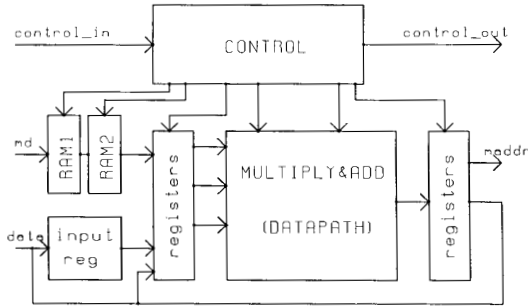 control_in
CONTROL
control_out
md
RAM1
RAM2
registers
MULTIPLY&ADD
(DATAPATH)
registers
maddr
data
input
reg